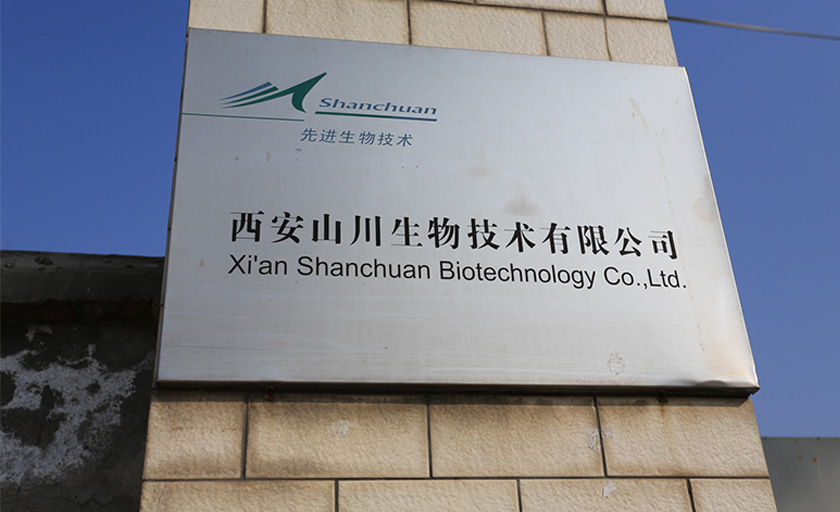 Shanchuan
先进生物技术
西安山川生物技术有限公司
Xi'an Shanchuan Biotechnology Co.,Ltd.